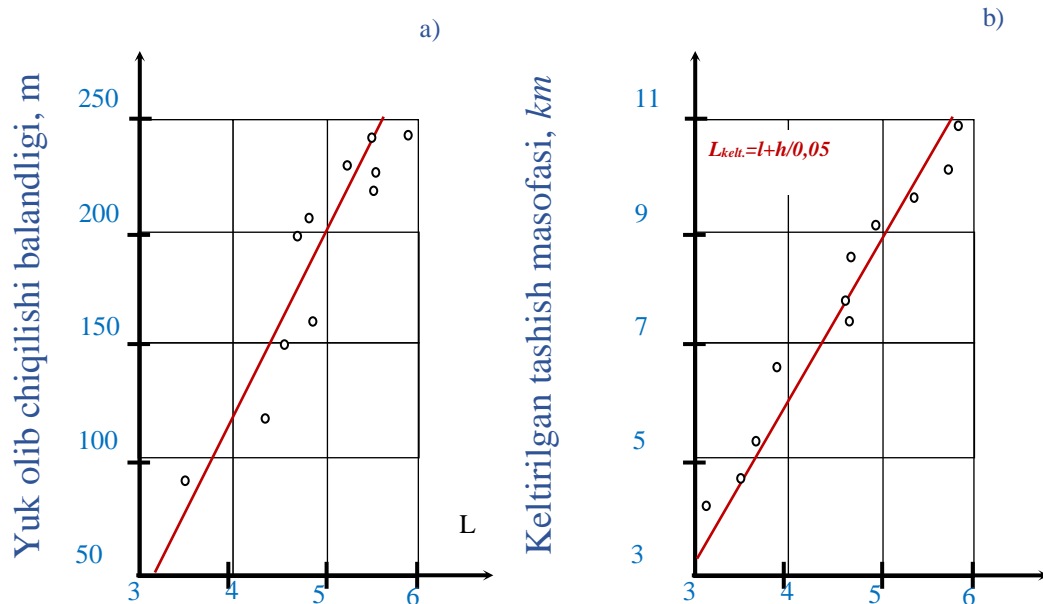 a)
Yuk olib chiqilishi balandligi, m
250
200
150
100
50
3 4 5 6
L
b)
Keltirilgan tashish masofasi, km
11
9
7
5
3
3 4 5 6
Lkelt.=l+h/0,05